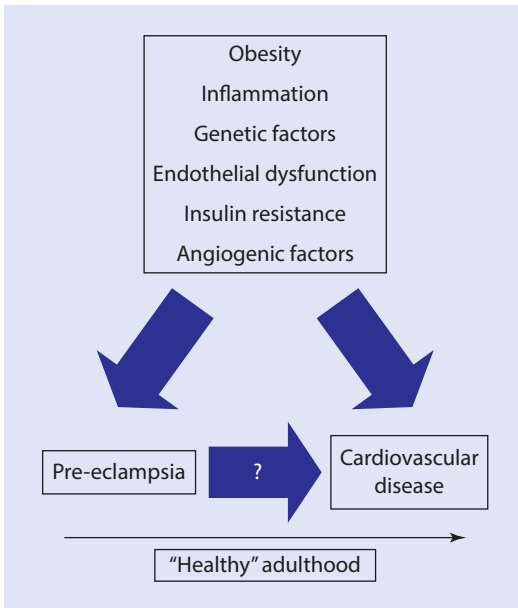 Obesity
Inflammation
Genetic factors
Endothelial dysfunction
Insulin resistance
Angiogenic factors
Pre-eclampsia
?
Cardiovascular
disease
“Healthy” adulthood